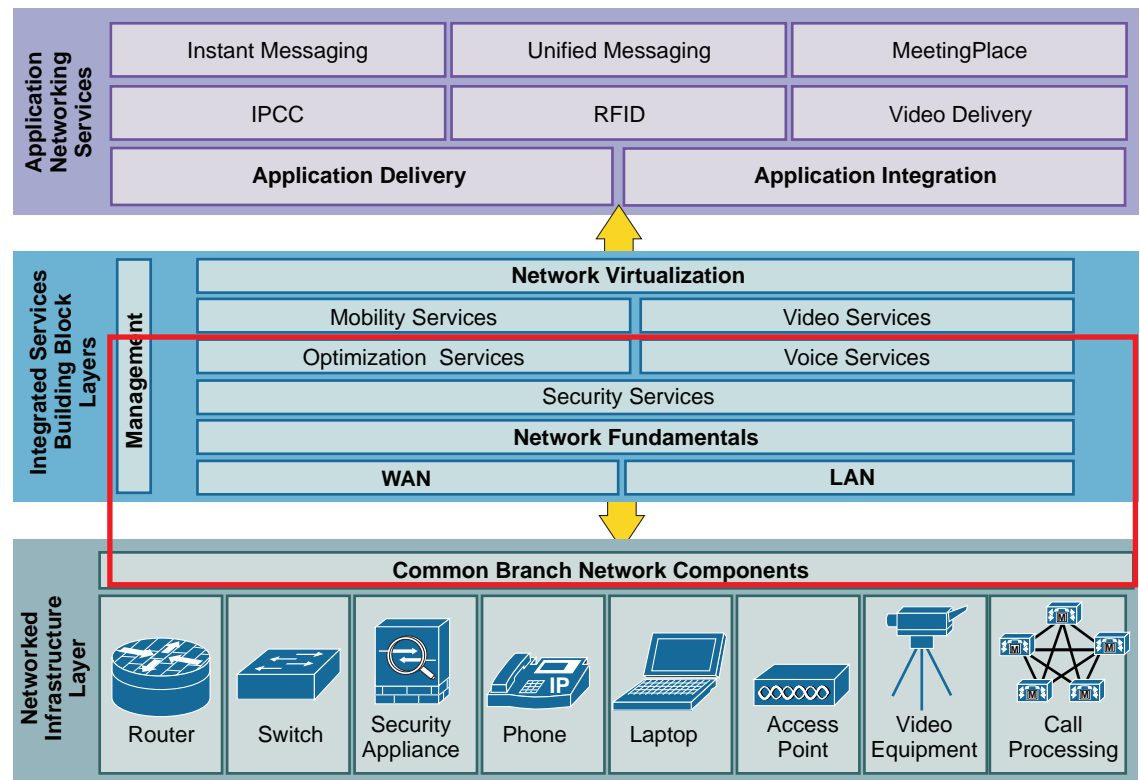 Application
Networking
Services
Instant Messaging
Unified Messaging
MeetingPlace
IPCC
RFID
Video Delivery
Application Delivery
Application Integration
Integrated Services
Building Block
Layers
Management
Network Virtualization
Mobility Services
Video Services
Optimization Services
Voice Services
Security Services
Network Fundamentals
WAN
LAN
Networked
Infrastructure
Layer
Common Branch Network Components
IP
M
M
M
M
M
Router
Switch
Security
Appliance
Phone
Laptop
Access
Point
Video
Equipment
Call
Processing